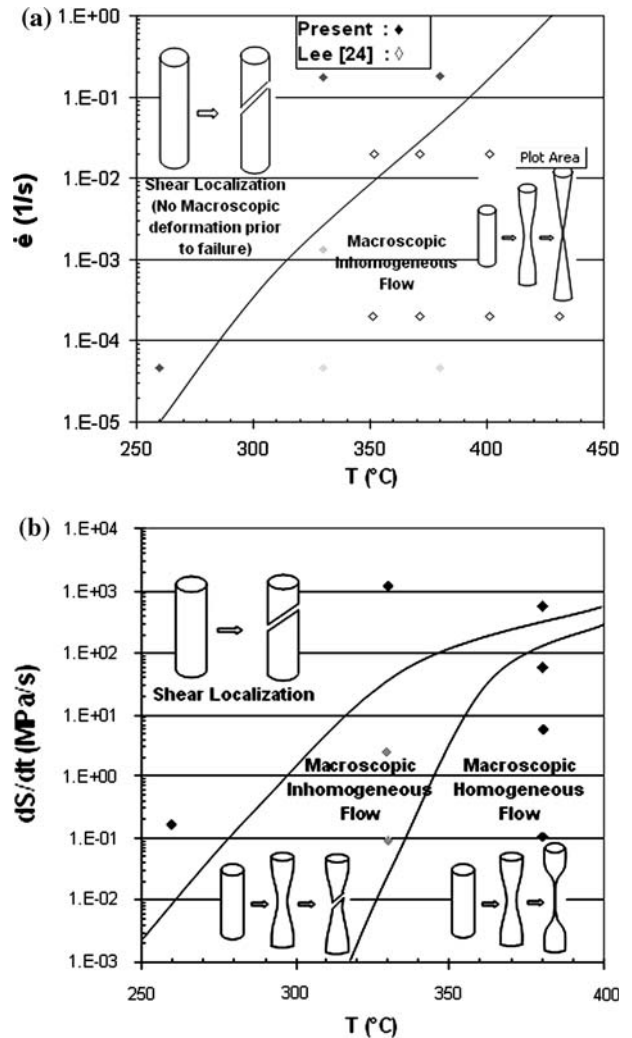 (a)
1.E+00
Present : ◆
Lee [24] : ◇
1.E-01
1.E-02
1.E-03
1.E-04
1.E-05
ė (1/s)
Shear Localization
(No Macroscopic
deformation prior
to failure)
Plot Area
Macroscopic
Inhomogeneous
Flow
250 300 350 400 450
T (°C)
(b)
1.E+04
1.E+03
1.E+02
1.E+01
1.E+00
1.E-01
1.E-02
1.E-03
dS/dt (MPa/s)
Shear Localization
Macroscopic
Inhomogeneous
Flow
Macroscopic
Homogeneous
Flow
250 300 350 400
T (°C)